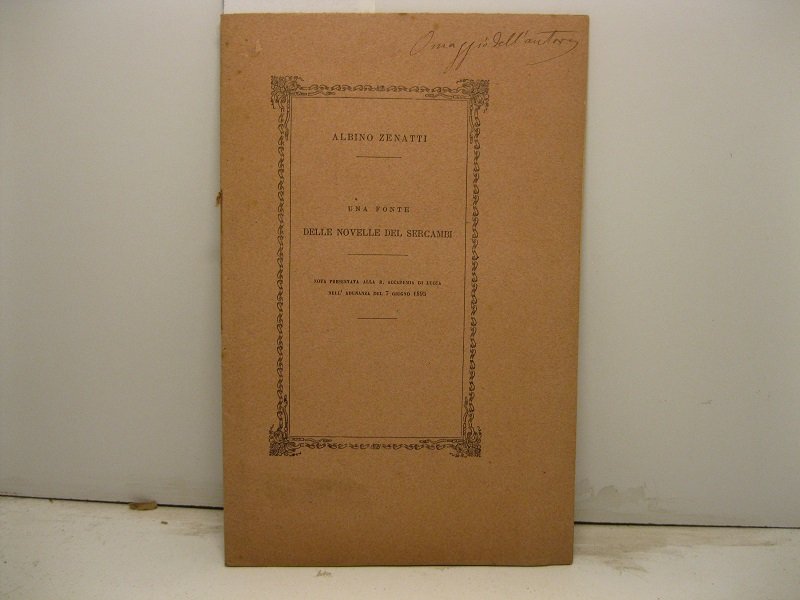 Omaggio dell'autore
ALBINO ZENATTI
UNA FONTE
DELLE NOVELLE DEL SERCAMBI
NOTA PRESENTATA ALLA R. ACCADEMIA DI LUCCA
NELL' ADUNANZA DEL 7 GIUGNO 1895